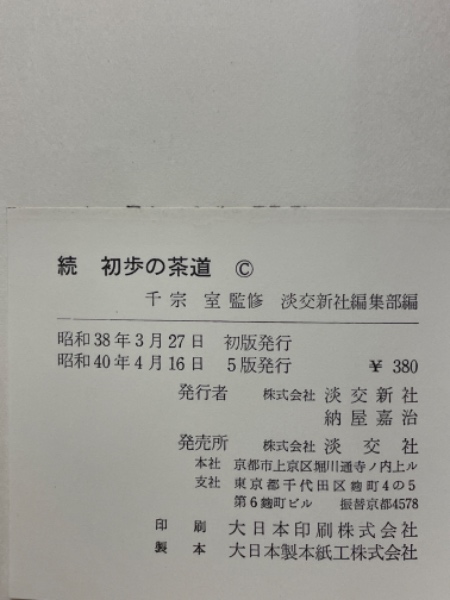 続 初歩の茶道 ©
千宗室監修 淡交新社編集部編
昭和38年3月27日 初版発行
昭和40年4月16日 5版発行 ¥380
発行者 株式会社 淡交新社
納屋嘉治
発売所 株式会社 淡交社
本社 京都市上京区堀川通寺ノ内上ル
支社 東京都千代田区麹町4の5
第6麹町ビル 振替京都4578
印刷 大日本印刷株式会社
製本 大日本製本紙工株式会社